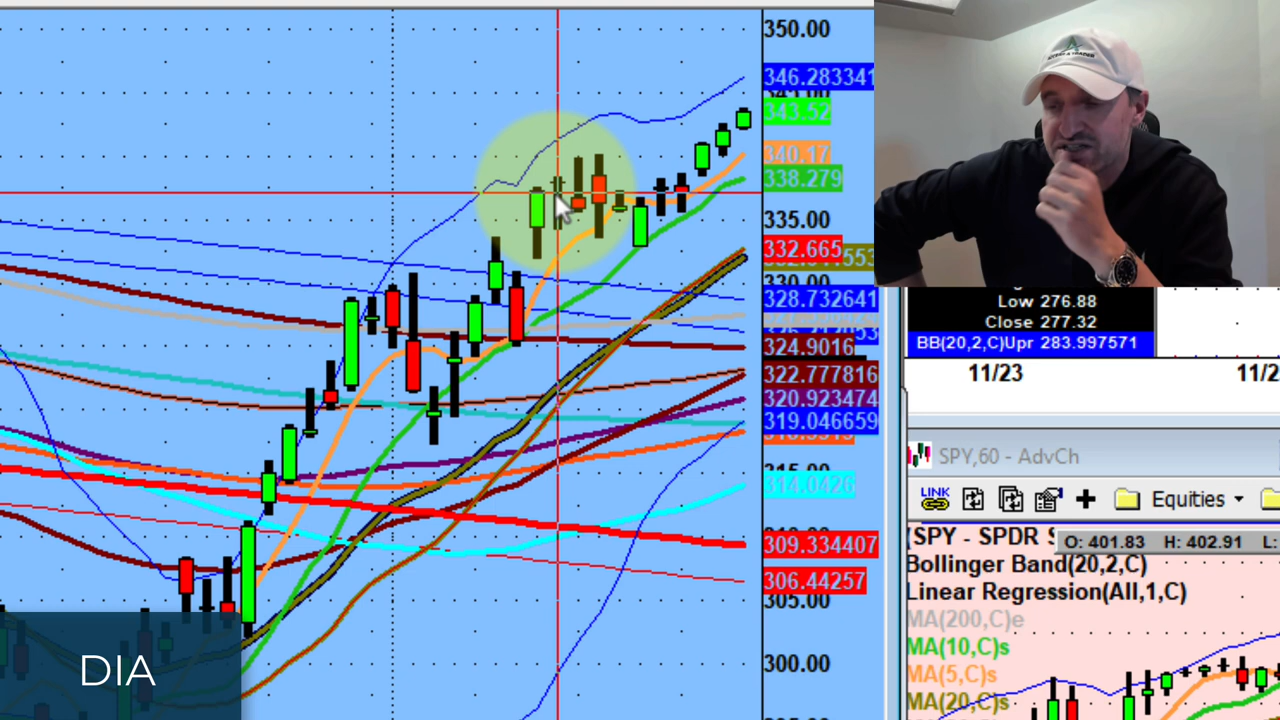 350.00
346.283341
343.52
340.17
338.279
335.00
332.665
328.732641
324.9016
322.777816
320.923474
319.046659
314.0426
309.334407
306.44257
305.00
300.00
DIA
Low 276.88
Close 277.32
BB(20,2,C)Upr 283.997571
11/23
SPY,60 - AdvCh
LINK
Equities
(SPY - SPDR
O: 401.83 H: 402.91 L:
Bollinger Band(20,2,C)
Linear Regression(All,1,C)
MA(200,C)e
MA(10,C)s
MA(5,C)s
MA(20,C)s